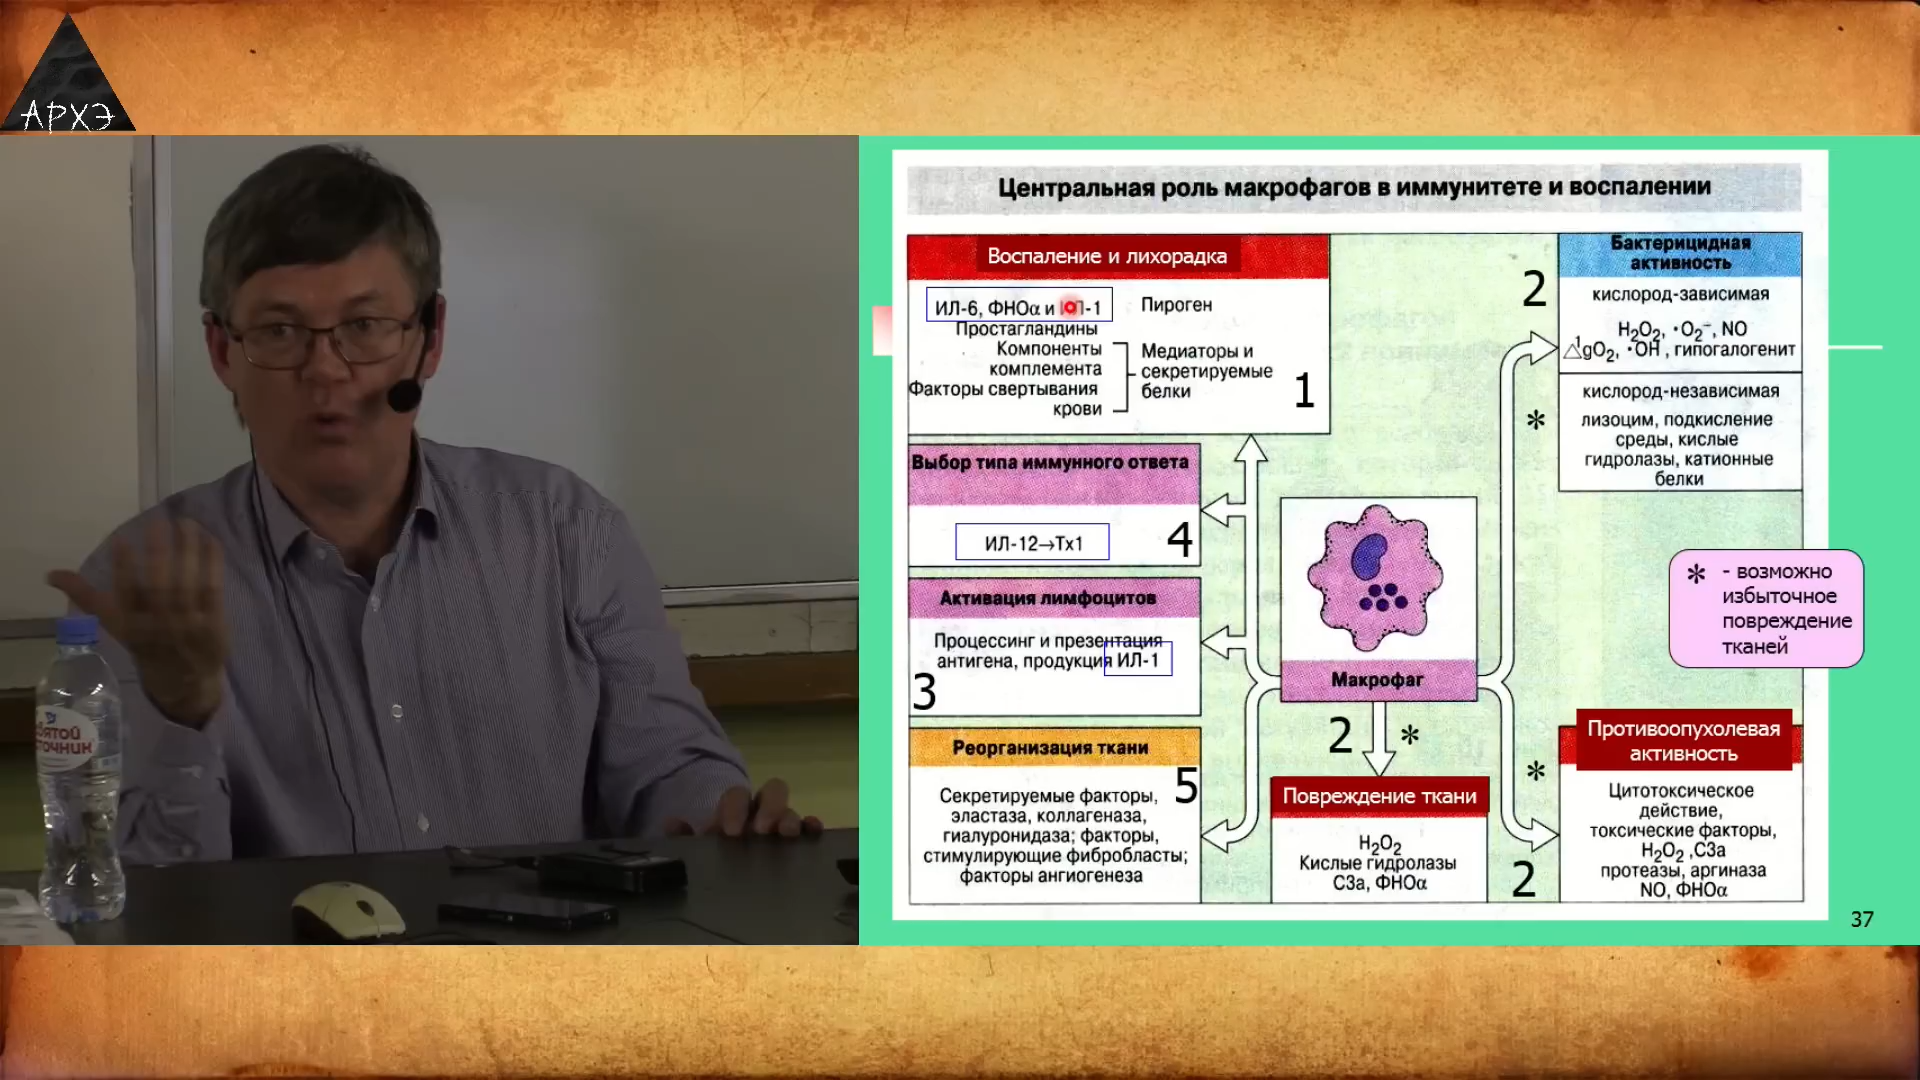 АРХЭ
Центральная роль макрофагов в иммунитете и воспалении
Воспаление и лихорадка
ИЛ-6, ФНОα и
-1
Пироген
Простагландины
Компоненты
комплемента
Факторы свертывания
крови
Медиаторы и
секретируемые
белки
1
Выбор типа иммунного ответа
ИЛ-12→Тх1
4
Активация лимфоцитов
Процессинг и презентация
антигена, продукция ИЛ-1
3
Реорганизация ткани
5
Секретируемые факторы,
эластаза, коллагеназа,
гиалуронидаза; факторы,
стимулирующие фибробласты;
факторы ангиогенеза
Макрофаг
2 *
Повреждение ткани
H₂O₂
Кислые гидролазы
С3а, ФНОα
2
Бактерицидная
активность
кислород-зависимая
H₂O₂, ·O₂⁻, NO
△¹gO₂, ·OH , гипогалогенит
*
кислород-независимая
лизоцим, подкисление
среды, кислые
гидролазы, катионные
белки
* - возможно
избыточное
повреждение
тканей
*
2
Противоопухолевая
активность
Цитотоксическое
действие,
токсические факторы,
H₂O₂ ,С3а
протеазы, аргиназа
NO, ФНОα
37